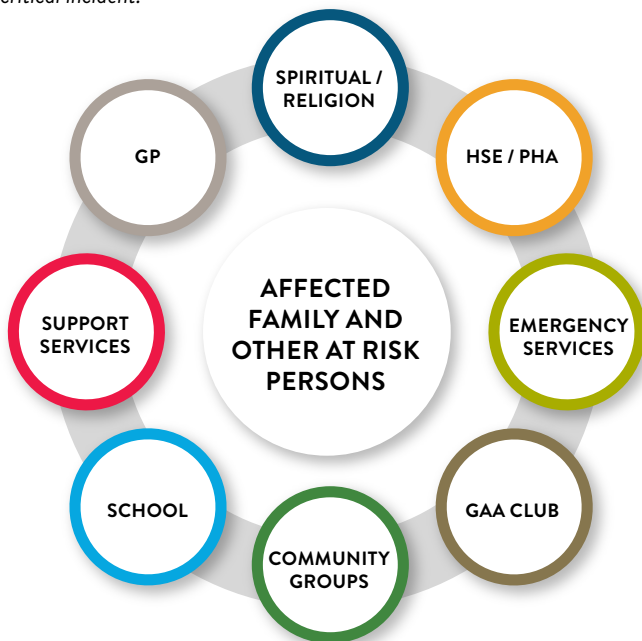 critical incident.
SPIRITUAL /
RELIGION
GP
HSE / PHA
AFFECTED
FAMILY AND
OTHER AT RISK
PERSONS
SUPPORT
SERVICES
EMERGENCY
SERVICES
SCHOOL
GAA CLUB
COMMUNITY
GROUPS